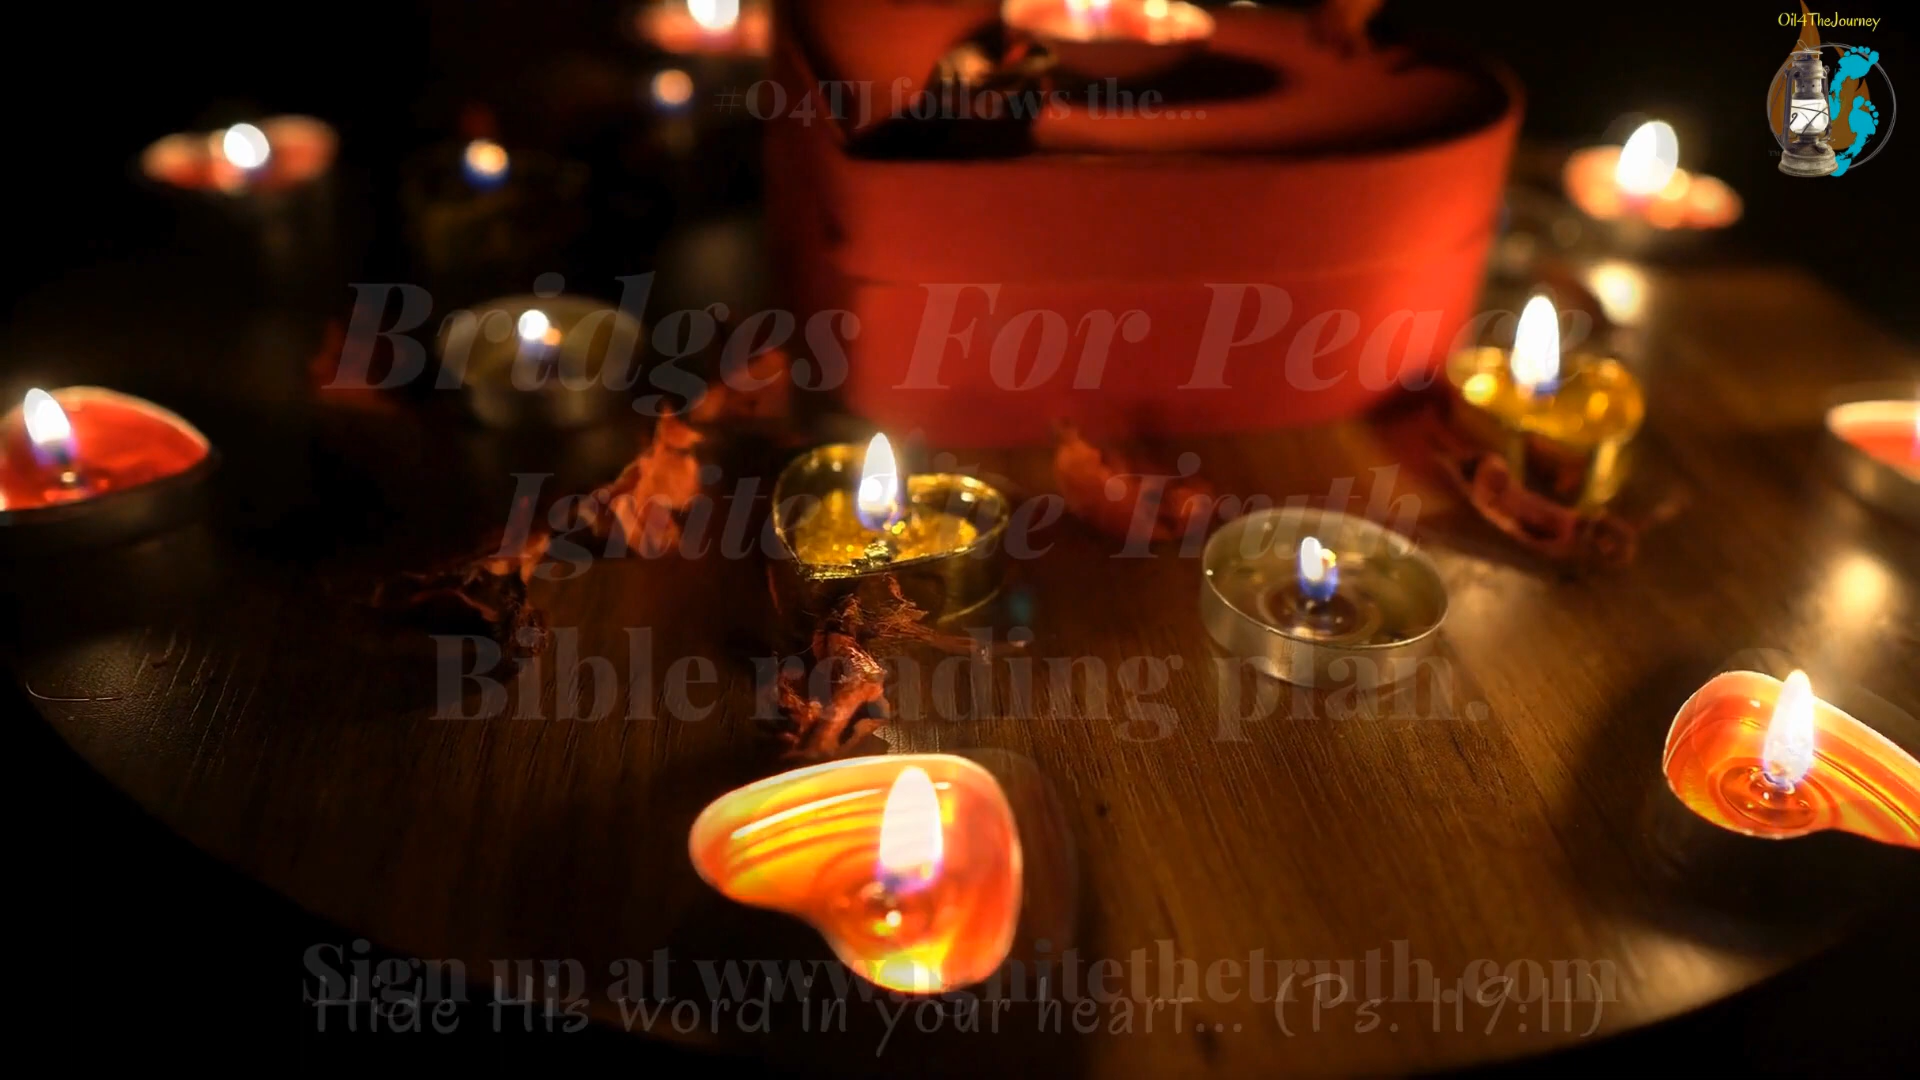 Oil4TheJourney
#O4TJ follows the...
Bridges For Peace
Ignite the Truth
Bible reading plan.
Sign up at www.ignitethetruth.com
Hide His word in your heart... (Ps. 119:11)